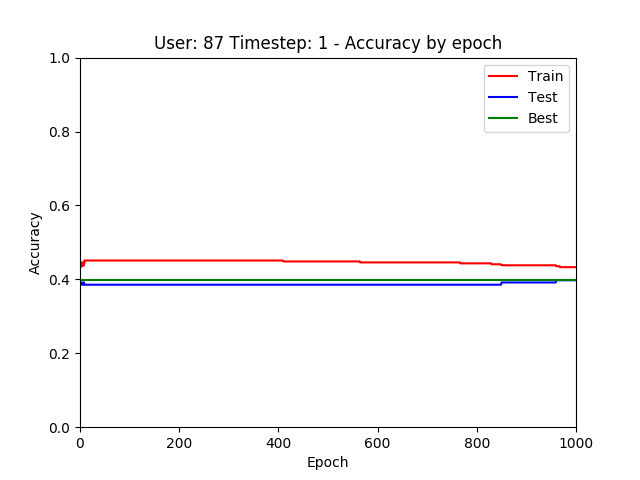 User: 87 Timestep: 1 - Accuracy by epoch
1.0
0.8
0.6
0.4
0.2
0.0
Accuracy
Train
Test
Best
0 200 400 600 800 1000
Epoch